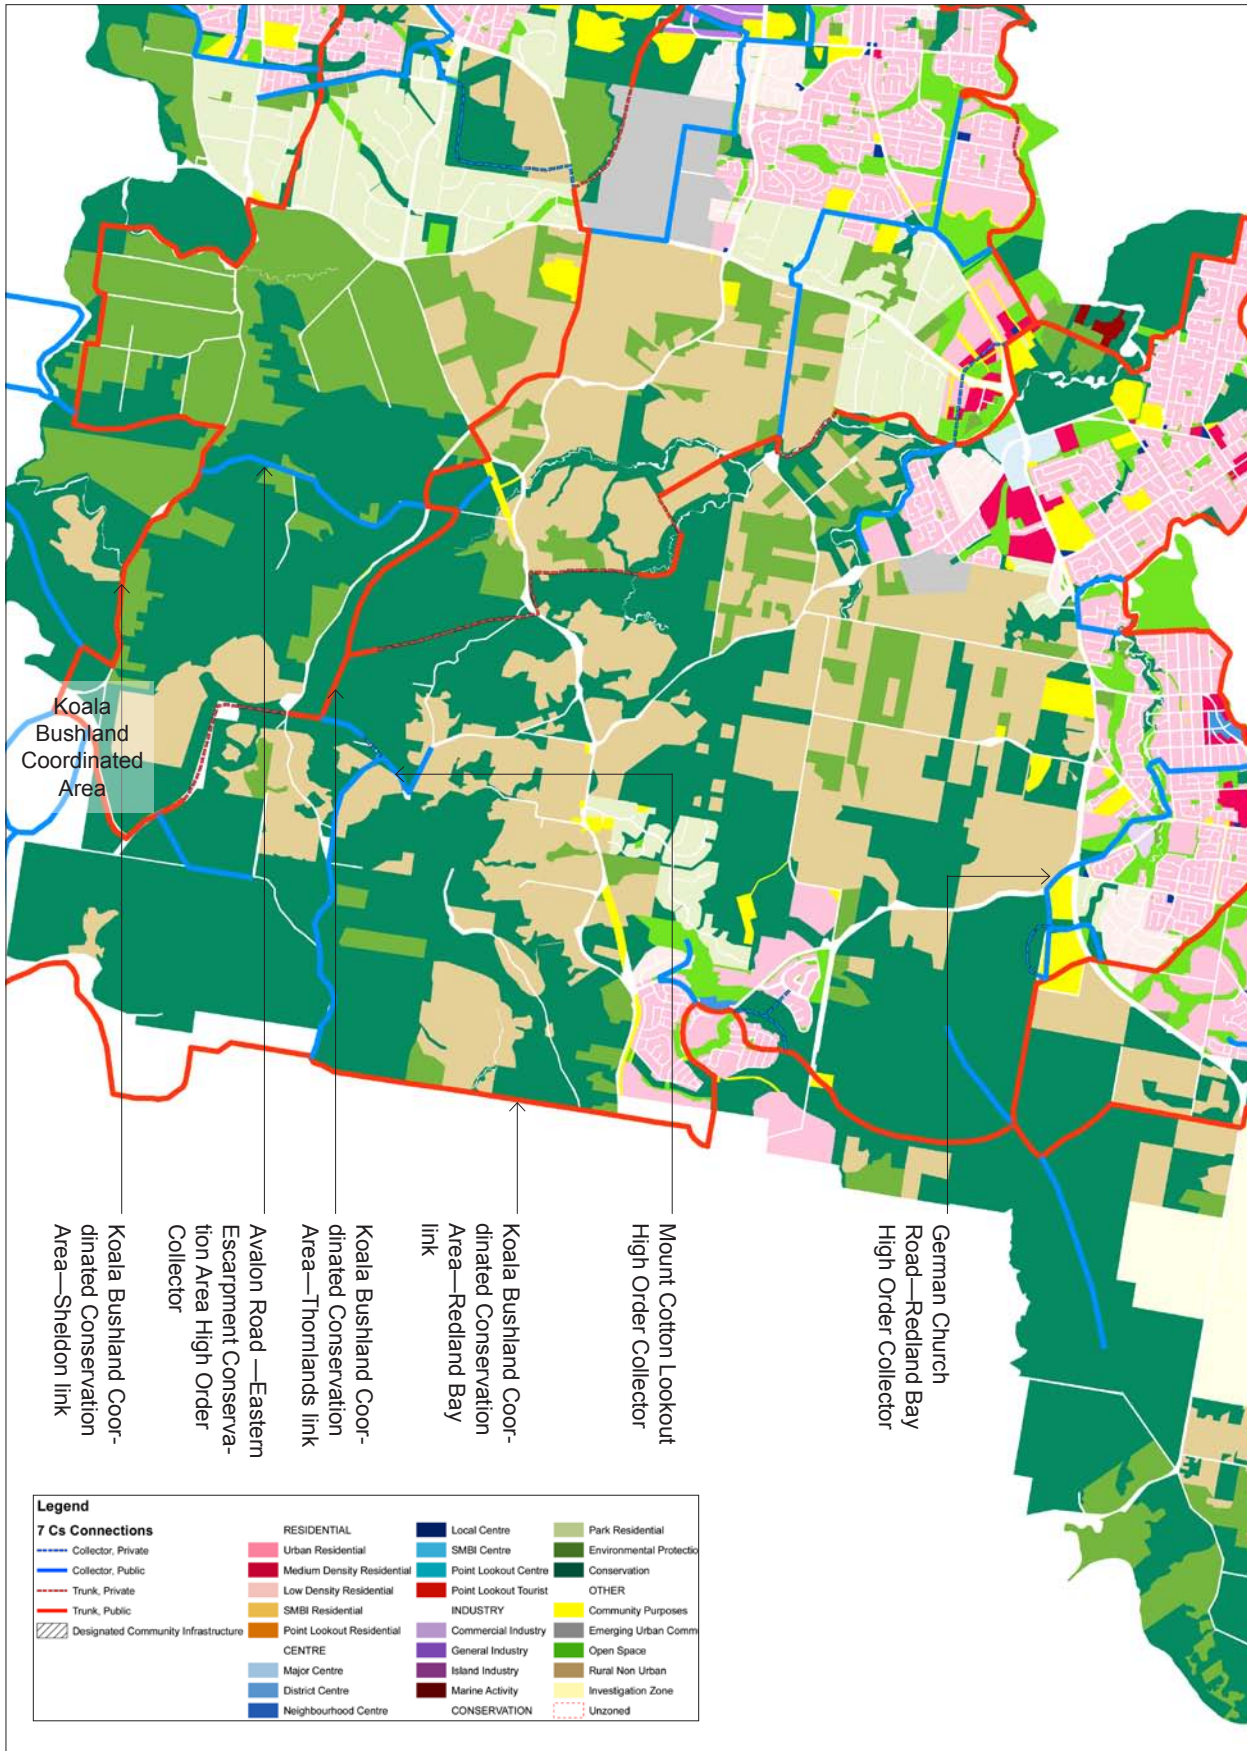 Koala
Bushland
Coordinated
Area
Koala Bushland Coor-
dinated Conservation
Area—Sheldon link
Avalon Road —Eastern
Escarpment Conserva-
tion Area High Order
Collector
Koala Bushland Coor-
dinated Conservation
Area—Thornlands link
Koala Bushland Coor-
dinated Conservation
Area—Redland Bay
link
Mount Cotton Lookout
High Order Collector
German Church
Road—Redland Bay
High Order Collector
Legend
7 Cs Connections
Collector, Private
Collector, Public
Trunk, Private
Trunk, Public
Designated Community Infrastructure
RESIDENTIAL
Urban Residential
Medium Density Residential
Low Density Residential
SMBI Residential
Point Lookout Residential
CENTRE
Major Centre
District Centre
Neighbourhood Centre
Local Centre
SMBI Centre
Point Lookout Centre
Point Lookout Tourist
INDUSTRY
Commercial Industry
General Industry
Island Industry
Marine Activity
CONSERVATION
Park Residential
Environmental Protectio
Conservation
OTHER
Community Purposes
Emerging Urban Commu
Open Space
Rural Non Urban
Investigation Zone
Unzoned